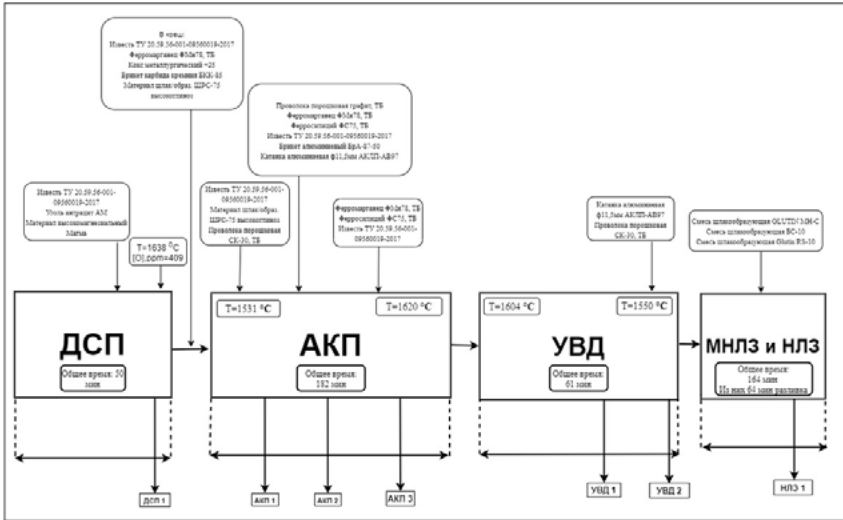 В ковш:
Известь ТУ 20.59.56-001-09560019-2017
Ферромарганец ФМн78, ТБ
Кокс металлургический +25
Брикет карбида кремния БКК-85
Материал шлак/образ. ШРС-75
высокоглиноз
Проволока порошковая графит, ТБ
Ферромарганец ФМн78, ТБ
Ферросилиций ФС75, ТБ
Известь ТУ 20.59.56-001-09560019-2017
Брикет алюминиевый БрА-87-50
Катанка алюминиевая ф11,5мм АКЛП-АВ97
Известь ТУ 20.59.56-001-
09560019-2017
Уголь антрацит АМ
Материал высокомагнезиальный
Магма
T=1638 °C
[O],ppm=409
Известь ТУ 20.59.56-001-
09560019-2017
Материал шлак/образ.
ШРС-75 высокоглиноз
Проволока порошковая
СК-30, ТБ
Ферромарганец ФМн78, ТБ
Ферросилиций ФС75, ТБ
Известь ТУ 20.59.56-001-
09560019-2017
Катанка алюминиевая
ф11,5мм АКЛП-АВ97
Проволока порошковая
СК-30, ТБ
Смесь шлакообразующая
Смесь шлакообразующая БС-10
Смесь шлакообразующая Glutin RS-10
T=1531 °C
T=1620 °C
T=1604 °C
T=1550 °C
ДСП
АКП
УВД
МНЛЗ и НЛЗ
Общее время: 50
мин
Общее время:
182 мин
Общее время:
61 мин
Общее время:
164 мин
Из них 64 мин разливка
ДСП 1
АКП 1
АКП 2
АКП 3
УВД 1
УВД 2
НЛЗ 1